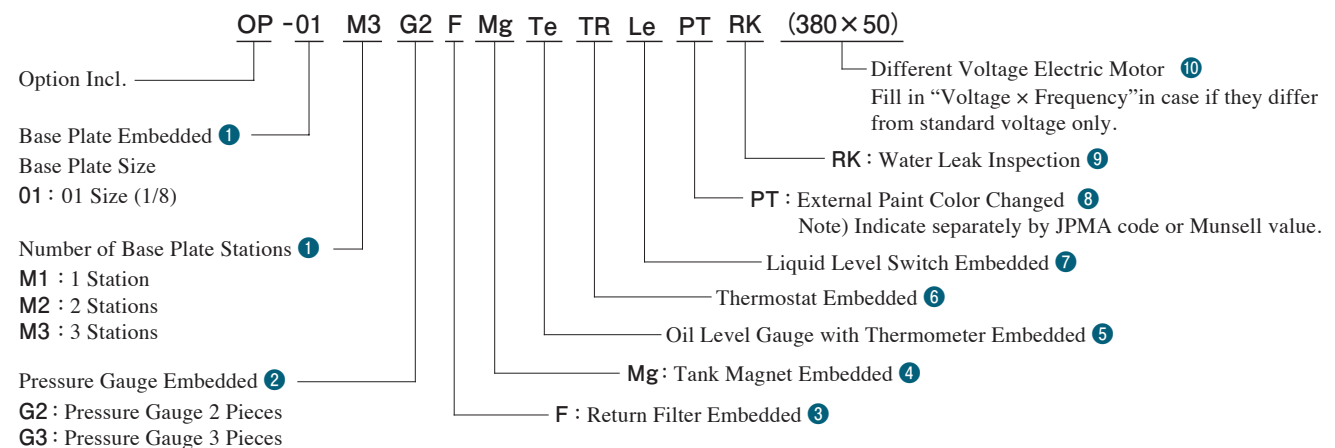 OP -01 M3 G2 F Mg Te TR Le PT RK (380×50)
Option Incl.
Base Plate Embedded ❶
Base Plate Size
01 : 01 Size (1/8)
Number of Base Plate Stations ❶
M1 : 1 Station
M2 : 2 Stations
M3 : 3 Stations
Pressure Gauge Embedded ❷
G2 : Pressure Gauge 2 Pieces
G3 : Pressure Gauge 3 Pieces
F : Return Filter Embedded ❸
Mg : Tank Magnet Embedded ❹
Oil Level Gauge with Thermometer Embedded ❺
Thermostat Embedded ❻
Liquid Level Switch Embedded ❼
PT : External Paint Color Changed ❽
Note) Indicate separately by JPMA code or Munsell value.
RK : Water Leak Inspection ❾
Different Voltage Electric Motor ❿
Fill in “Voltage × Frequency”in case if they differ
from standard voltage only.